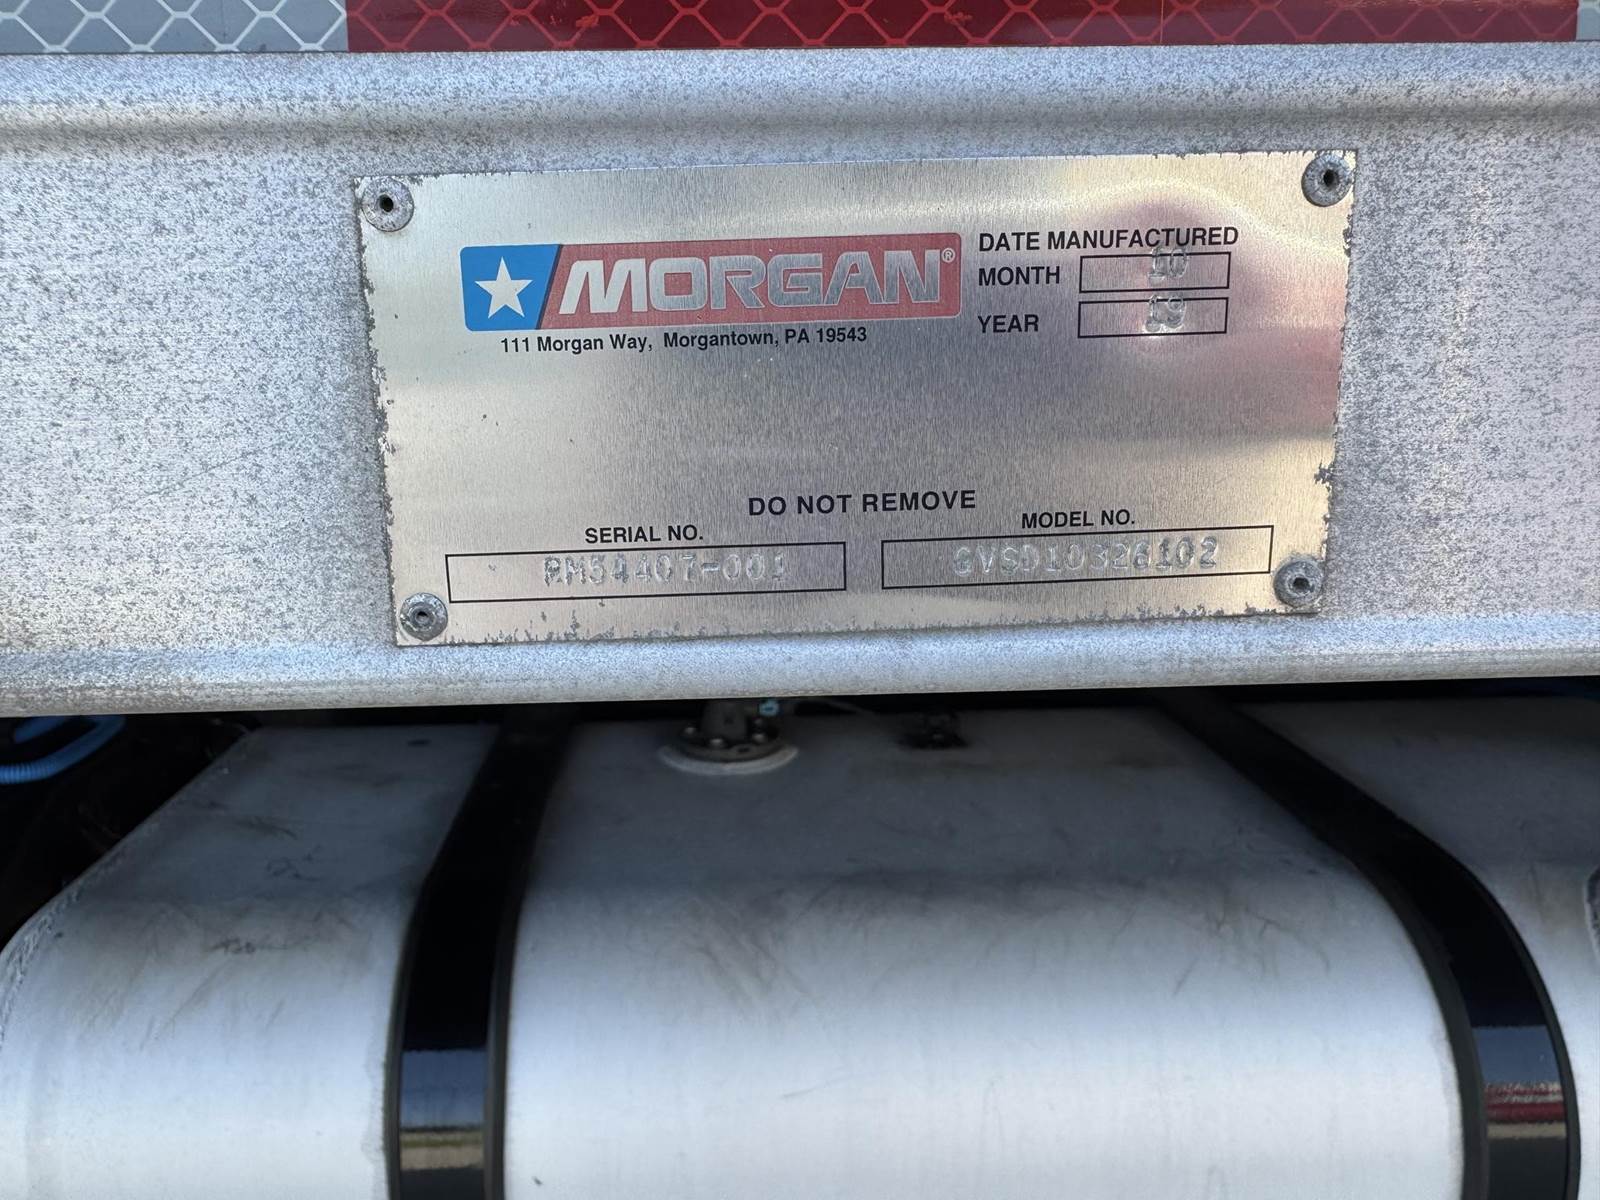 MORGAN®
111 Morgan Way, Morgantown, PA 19543
DATE MANUFACTURED
MONTH 10
YEAR
DO NOT REMOVE
SERIAL NO.
RM54407-001
MODEL NO.
GVSD10326102